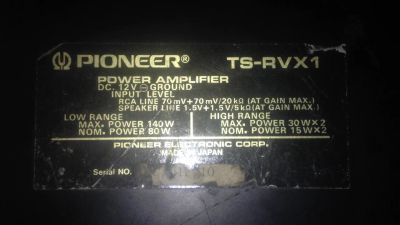 PIONEER® TS-RVX1
POWER AMPLIFIER
DC. 12V ⊖ GROUND
INPUT LEVEL
RCA LINE 70mV+70mV/20kΩ (AT GAIN MAX.)
SPEAKER LINE 1.5V+1.5V/5kΩ (AT GAIN MAX.)
LOW RANGE
MAX. POWER 140W
NOM. POWER 80W
HIGH RANGE
MAX. POWER 30W×2
NOM. POWER 15W×2
PIONEER ELECTRONIC CORP.
MADE IN JAPAN
Serial NO.